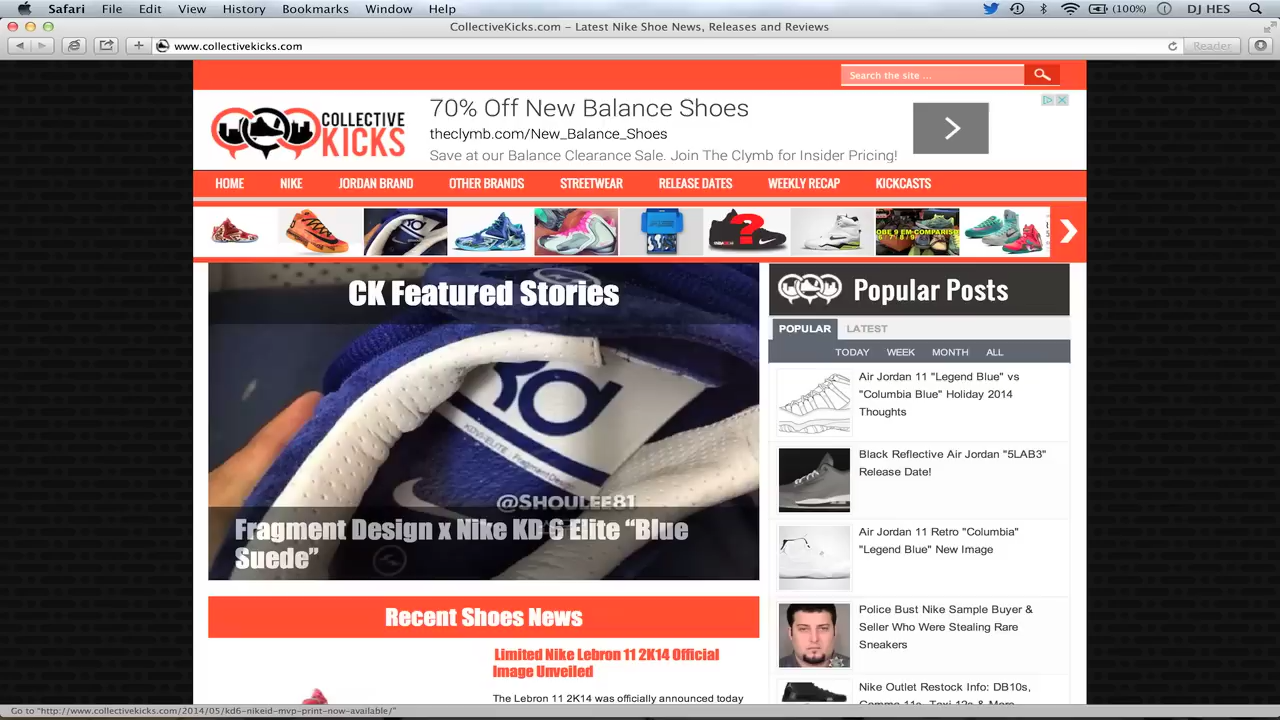 Safari File Edit View History Bookmarks Window Help (100%) DJ HES
CollectiveKicks.com – Latest Nike Shoe News, Releases and Reviews
www.collectivekicks.com Reader
Search the site ...
COLLECTIVE
KICKS
70% Off New Balance Shoes
theclymb.com/New_Balance_Shoes
Save at our Balance Clearance Sale. Join The Clymb for Insider Pricing!
HOME NIKE JORDAN BRAND OTHER BRANDS STREETWEAR RELEASE DATES WEEKLY RECAP KICKCASTS
CK Featured Stories
@SHOULEE81
Fragment Design x Nike KD 6 Elite “Blue
Suede”
Recent Shoes News
Limited Nike Lebron 11 2K14 Official
Image Unveiled
The Lebron 11 2K14 was officially announced today
Popular Posts
POPULAR LATEST
TODAY WEEK MONTH ALL
Air Jordan 11 "Legend Blue" vs
"Columbia Blue" Holiday 2014
Thoughts
Black Reflective Air Jordan "5LAB3"
Release Date!
Air Jordan 11 Retro "Columbia"
"Legend Blue" New Image
Police Bust Nike Sample Buyer &
Seller Who Were Stealing Rare
Sneakers
Nike Outlet Restock Info: DB10s,
Go to "http://www.collectivekicks.com/2014/05/kd6-nikeid-mvp-print-now-available/"